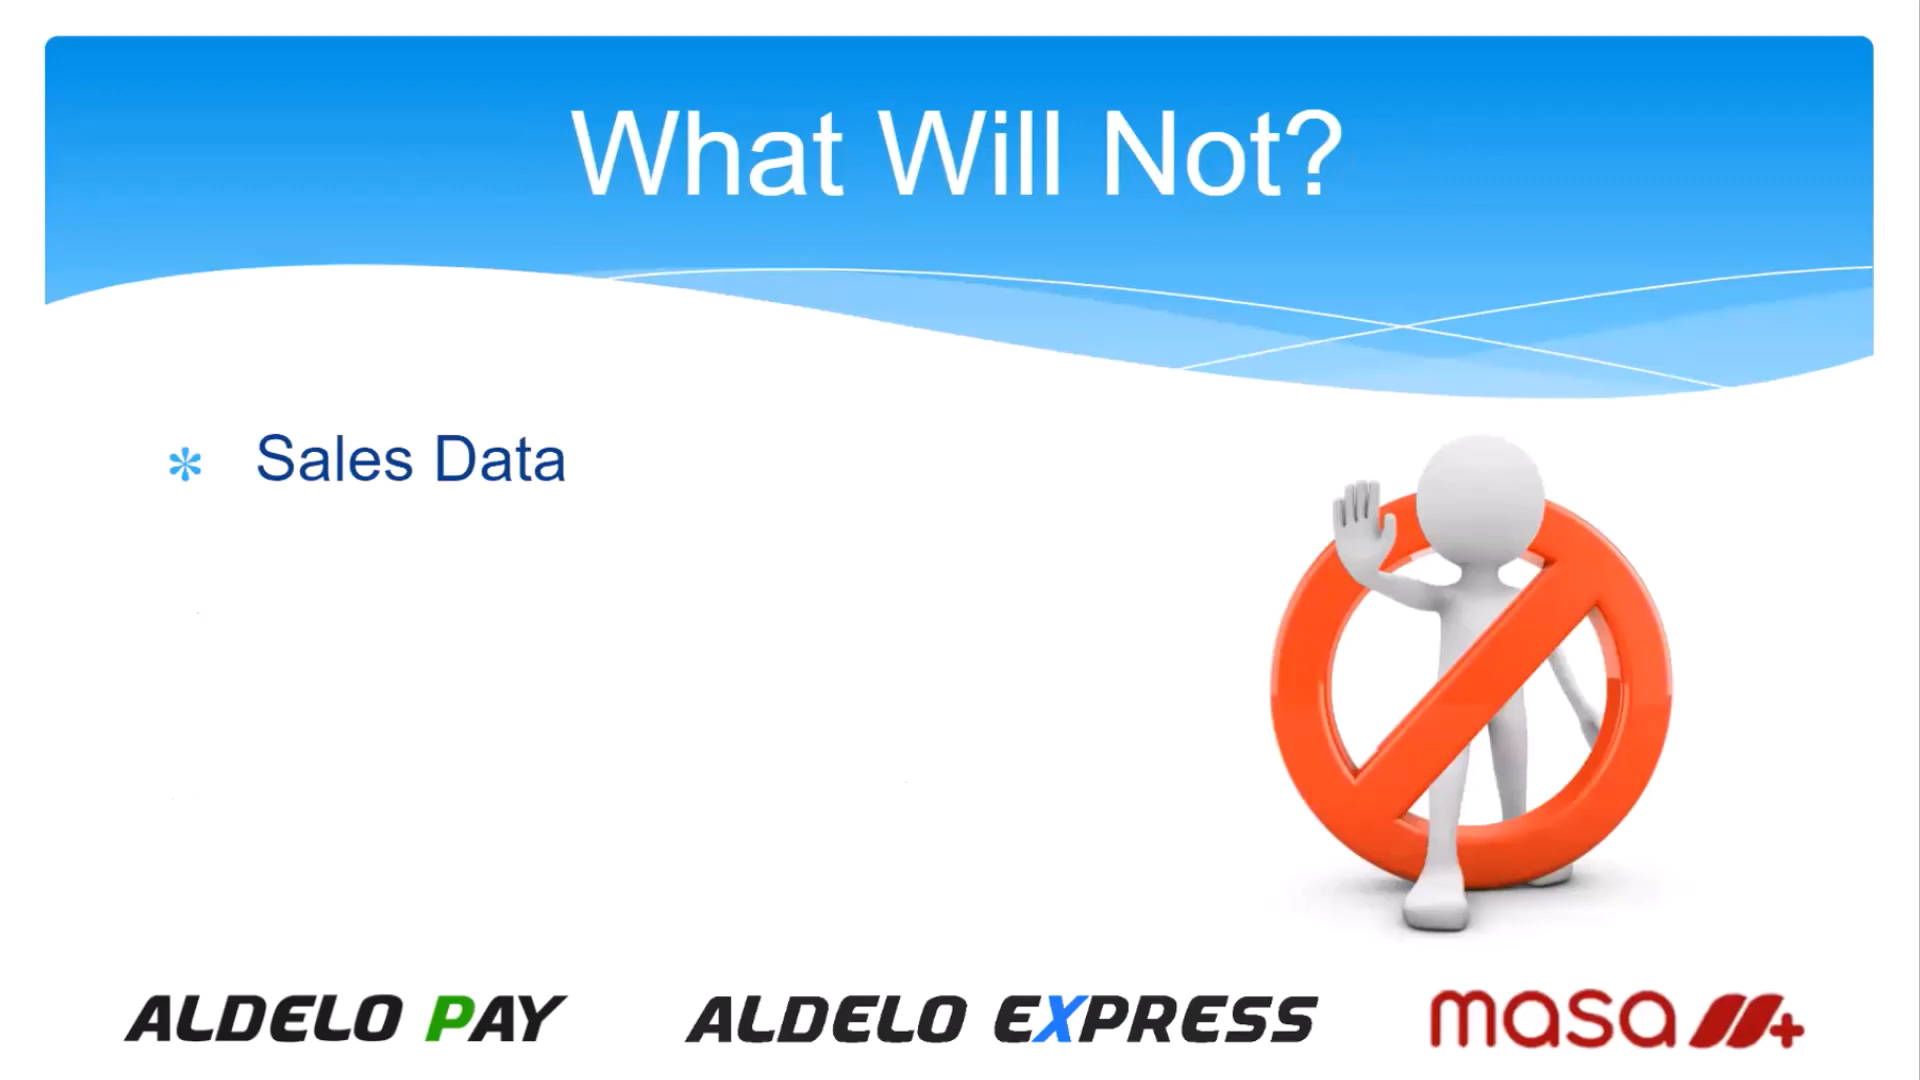 What Will Not?
Sales Data
ALDELO PAY
ALDELO EXPRESS
masa